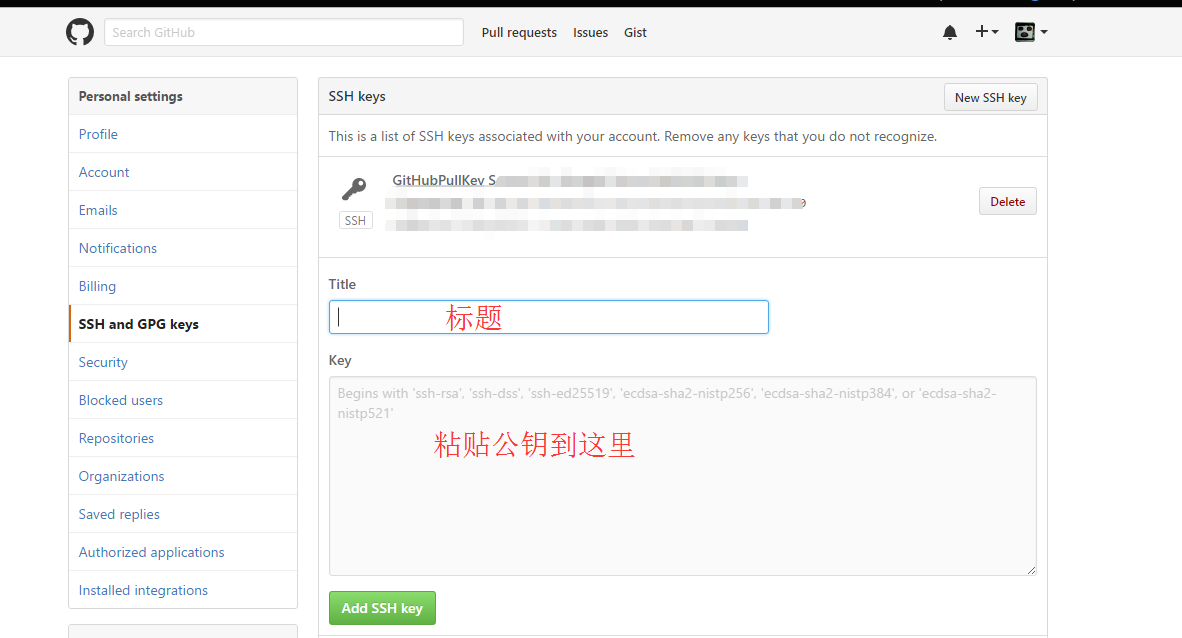 Search GitHub
Pull requests
Issues
Gist
Personal settings
Profile
Account
Emails
Notifications
Billing
SSH and GPG keys
Security
Blocked users
Repositories
Organizations
Saved replies
Authorized applications
Installed integrations
SSH keys
New SSH key
This is a list of SSH keys associated with your account. Remove any keys that you do not recognize.
GitHubPullKey
SSH
Delete
Title
标题
Key
Begins with 'ssh-rsa', 'ssh-dss', 'ssh-ed25519', 'ecdsa-sha2-nistp256', 'ecdsa-sha2-nistp384', or 'ecdsa-sha2-
nistp521'
粘贴公钥到这里
Add SSH key